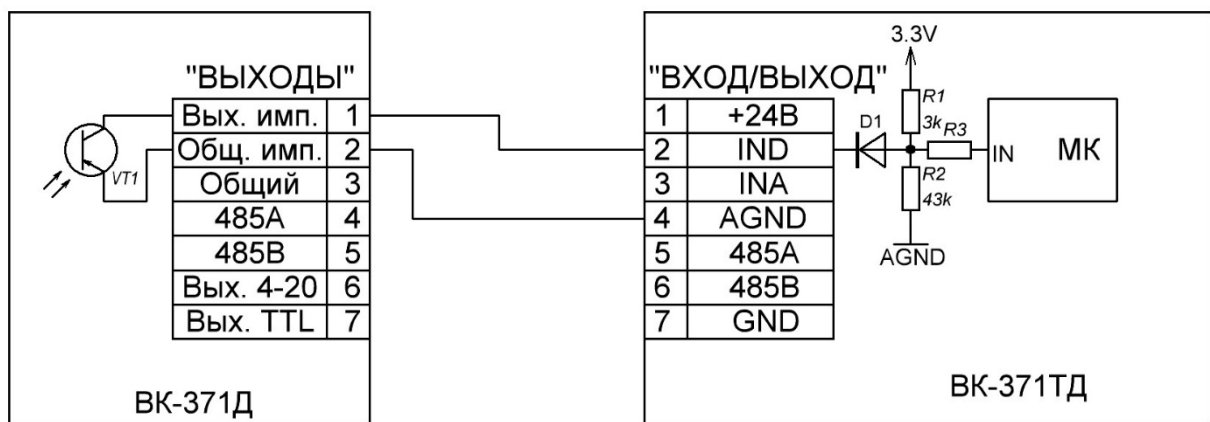 "ВЫХОДЫ"
Вых. имп. 1
Общ. имп. 2
Общий 3
485A 4
485B 5
Вых. 4-20 6
Вых. TTL 7
VT1
ВК-371Д
"ВХОД/ВЫХОД"
1 +24В
2 IND
3 INA
4 AGND
5 485A
6 485B
7 GND
3.3V
R1
3k
D1
R3
R2
43k
AGND
IN
МК
ВК-371ТД